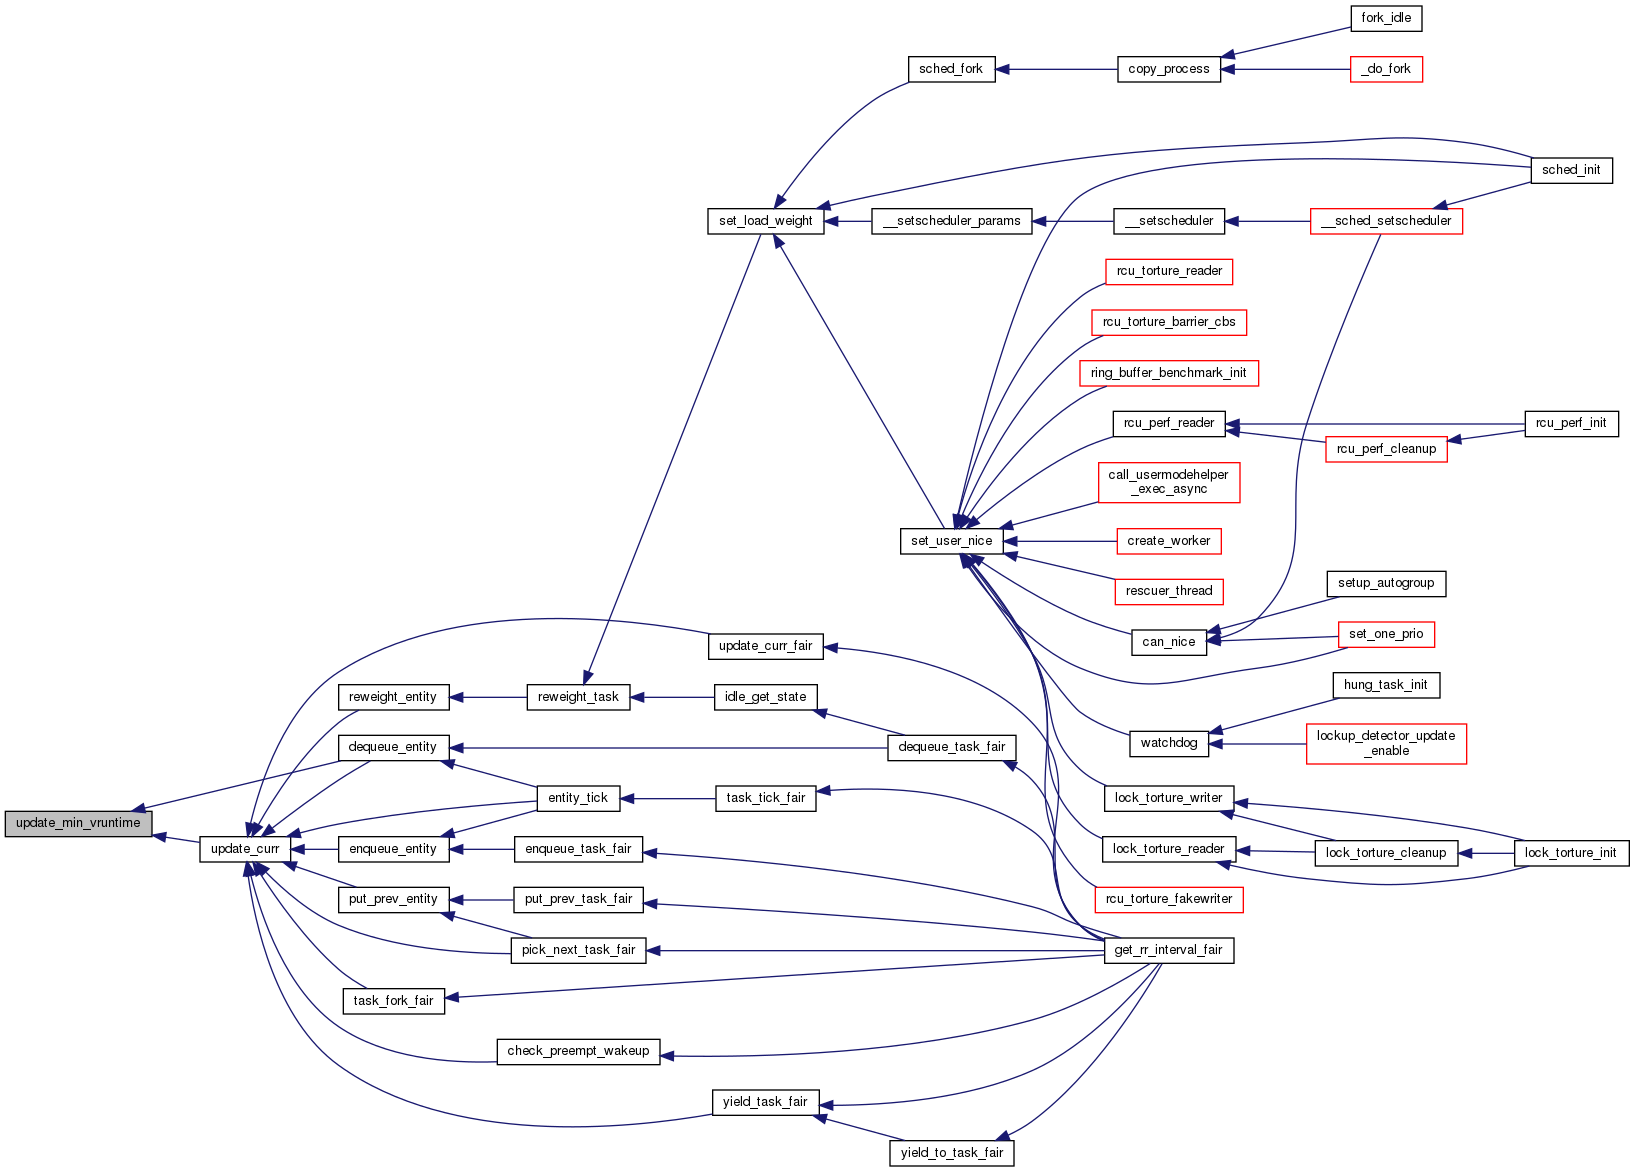 fork_idle
sched_fork
copy_process
_do_fork
sched_init
set_load_weight
__setscheduler_params
__setscheduler
__sched_setscheduler
rcu_torture_reader
rcu_torture_barrier_cbs
ring_buffer_benchmark_init
rcu_perf_reader
rcu_perf_init
rcu_perf_cleanup
call_usermodehelper
_exec_async
set_user_nice
create_worker
rescuer_thread
setup_autogroup
can_nice
set_one_prio
update_curr_fair
hung_task_init
reweight_entity
reweight_task
idle_get_state
dequeue_entity
dequeue_task_fair
watchdog
lockup_detector_update
_enable
entity_tick
task_tick_fair
lock_torture_writer
update_min_vruntime
update_curr
enqueue_entity
enqueue_task_fair
lock_torture_reader
lock_torture_cleanup
lock_torture_init
put_prev_entity
put_prev_task_fair
rcu_torture_fakewriter
pick_next_task_fair
get_rr_interval_fair
task_fork_fair
check_preempt_wakeup
yield_task_fair
yield_to_task_fair